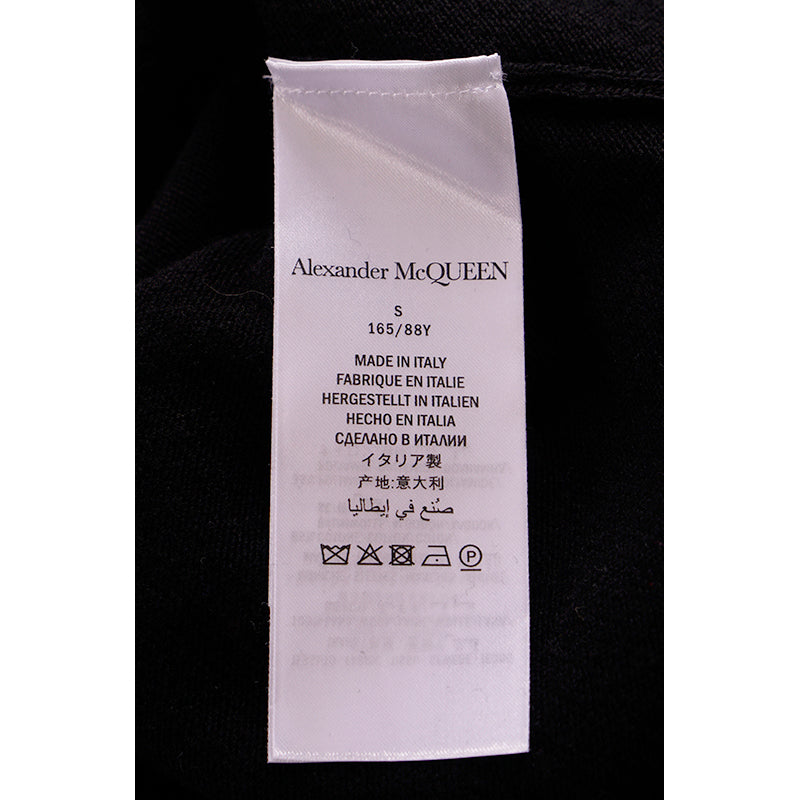 Alexander McQUEEN
S
165/88Y
MADE IN ITALY
FABRIQUE EN ITALIE
HERGESTELLT IN ITALIEN
HECHO EN ITALIA
СДЕЛАНО В ИТАЛИИ
イタリア製
产地:意大利
صُنع في إيطاليا
P